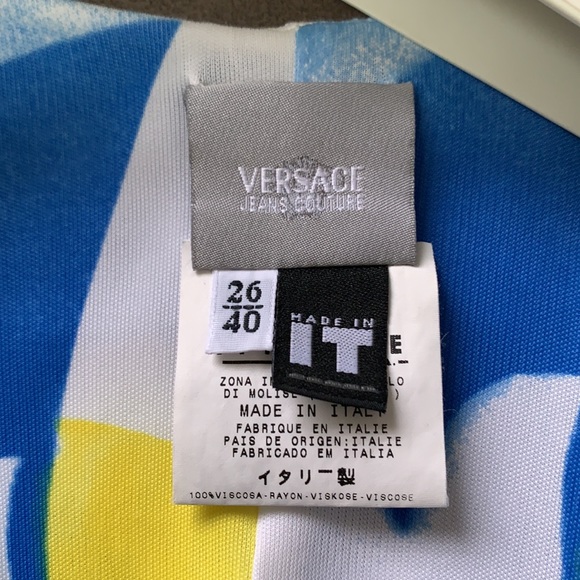 VERSACE
JEANS COUTURE
26
40
MADE IN
IT
E
A.-
ZONA IN LO
DI MOLISE ( )
MADE IN ITALY
FABRIQUE EN ITALIE
PAIS DE ORIGEN:ITALIE
FABRICADO EM ITALIA
イタリー製
100%VISCOSA-RAYON-VISKOSE-VISCOSE